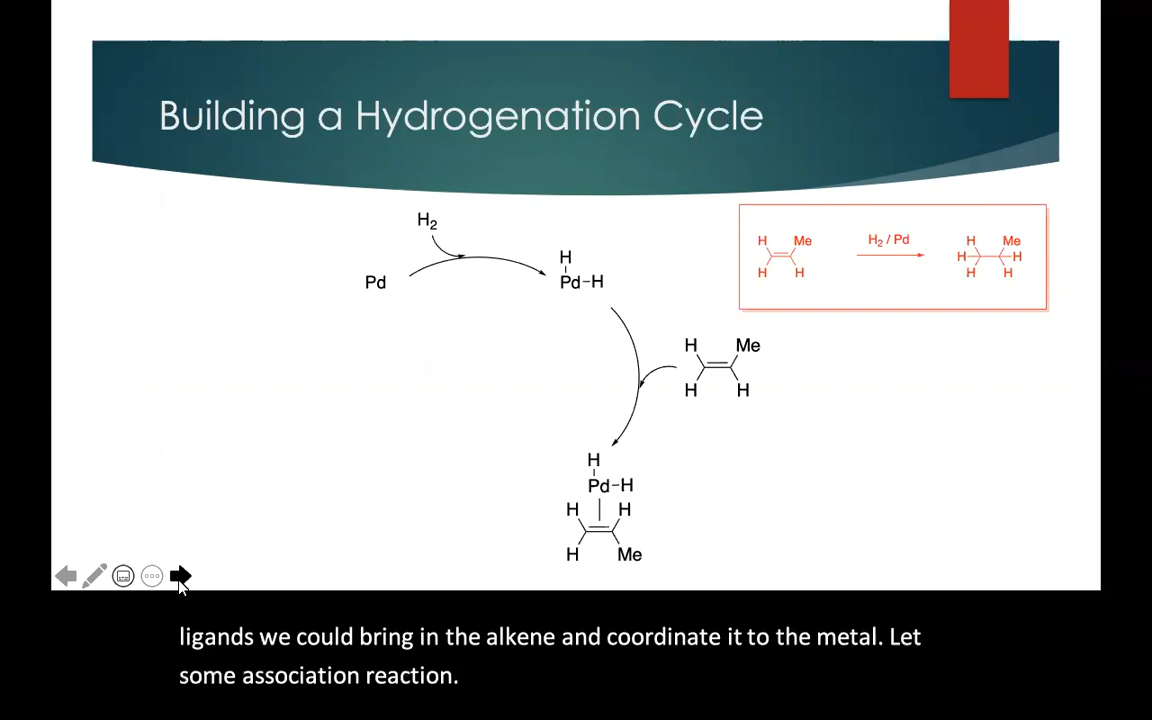 Building a Hydrogenation Cycle
H2
H
Pd
Pd-H
H Me
H2 / Pd
H H
H Me
H H
H H
H Me
H H
H
Pd-H
H H
H Me
ligands we could bring in the alkene and coordinate it to the metal. Let
some association reaction.